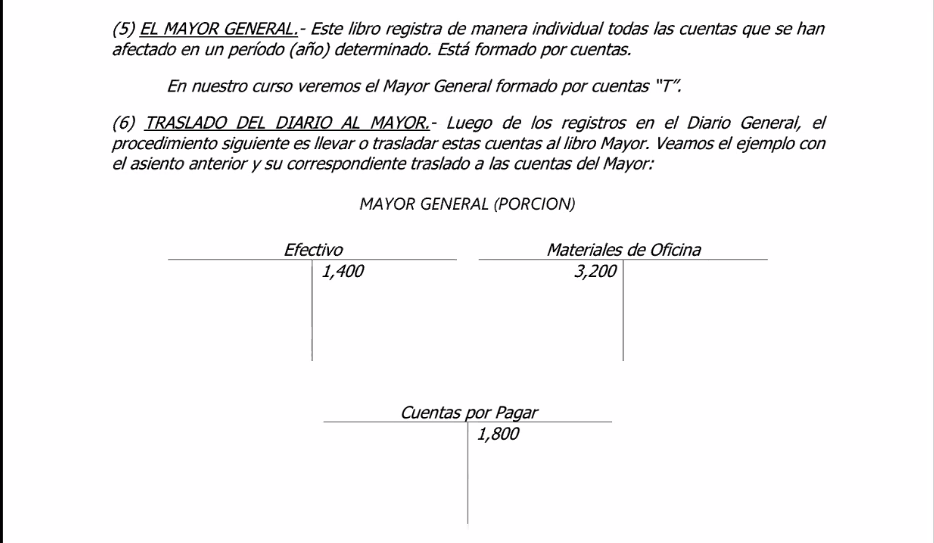 (5) EL MAYOR GENERAL.- Este libro registra de manera individual todas las cuentas que se han
afectado en un período (año) determinado. Está formado por cuentas.
En nuestro curso veremos el Mayor General formado por cuentas "T".
(6) TRASLADO DEL DIARIO AL MAYOR.- Luego de los registros en el Diario General, el
procedimiento siguiente es llevar o trasladar estas cuentas al libro Mayor. Veamos el ejemplo con
el asiento anterior y su correspondiente traslado a las cuentas del Mayor:
MAYOR GENERAL (PORCION)
Efectivo
1,400
Materiales de Oficina
3,200
Cuentas por Pagar
1,800